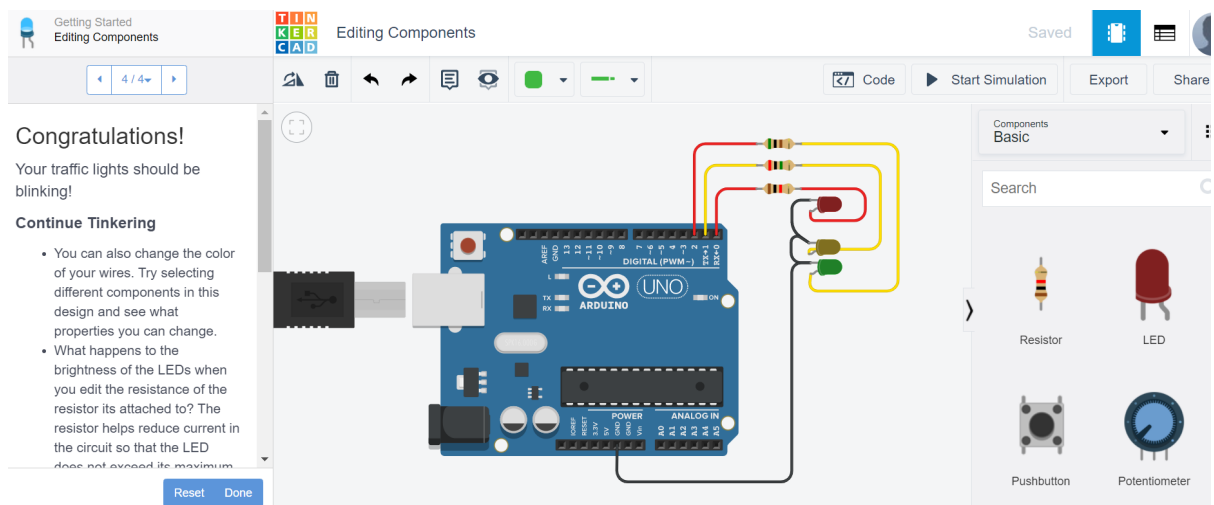 Getting Started
Editing Components
TIN
KER
CAD
Editing Components
Saved
4 / 4
Code
Start Simulation
Export
Share
Congratulations!
Your traffic lights should be
blinking!
Continue Tinkering
You can also change the color
of your wires. Try selecting
different components in this
design and see what
properties you can change.
What happens to the
brightness of the LEDs when
you edit the resistance of the
resistor its attached to? The
resistor helps reduce current in
the circuit so that the LED
does not exceed its maximum
Reset Done
AREF
GND
13
12
~11
~10
~9
8
7
~6
~5
4
~3
2
TX→1
RX←0
DIGITAL (PWM~)
L
TX
RX
ARDUINO
UNO
ON
POWER
ANALOG IN
IOREF
RESET
3.3V
5V
GND
GND
Vin
A0
A1
A2
A3
A4
A5
Components
Basic
Search
Resistor
LED
Pushbutton
Potentiometer